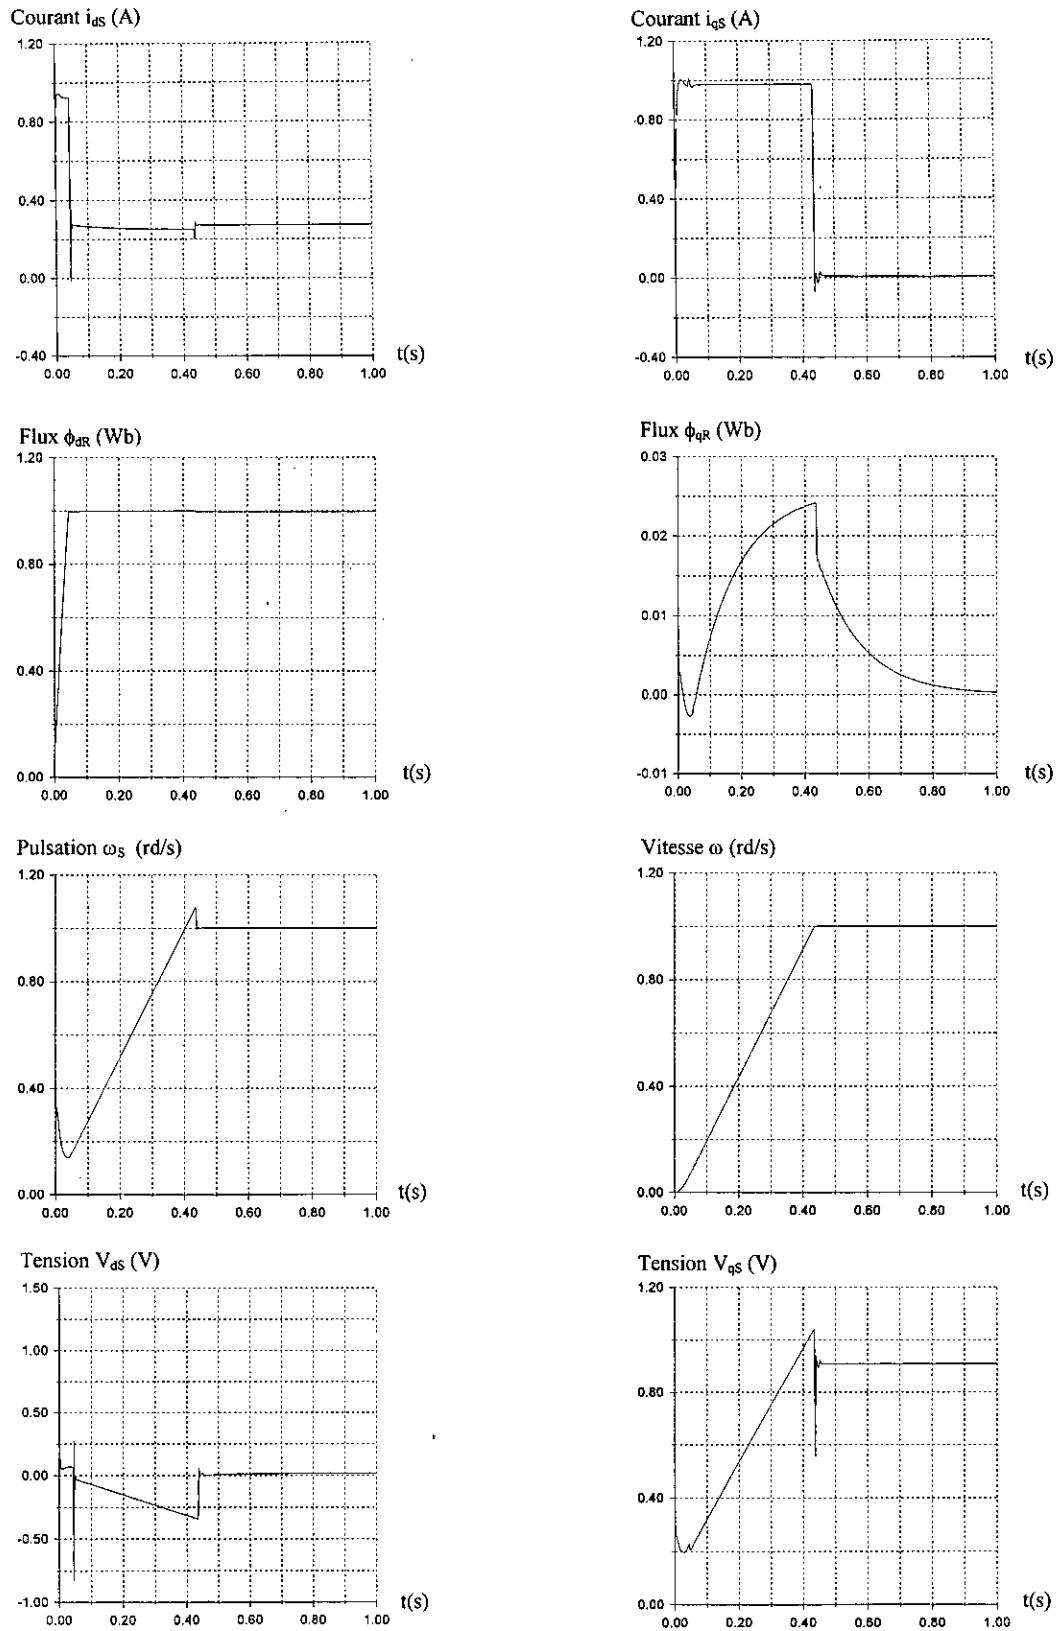 Courant i_dS (A)
1.20
0.80
0.40
0.00
-0.40
0.00 0.20 0.40 0.60 0.80 1.00
t(s)
Courant i_qS (A)
1.20
-0.80
0.40
0.00
-0.40
0.00 0.20 0.40 0.60 0.80 1.00
t(s)
Flux ϕ_dR (Wb)
1.20
0.80
0.40
0.00
0.00 0.20 0.40 0.60 0.80 1.00
t(s)
Flux ϕ_qR (Wb)
0.03
0.02
0.01
0.00
-0.01
0.00 0.20 0.40 0.60 0.80 1.00
t(s)
Pulsation ω_S (rd/s)
1.20
0.80
0.40
0.00
0.00 0.20 0.40 0.60 0.80 1.00
t(s)
Vitesse ω (rd/s)
1.20
0.80
0.40
0.00
0.00 0.20 0.40 0.60 0.80 1.00
t(s)
Tension V_dS (V)
1.50
1.00
0.50
0.00
-0.50
-1.00
0.00 0.20 0.40 0.60 0.80 1.00
t(s)
Tension V_qS (V)
1.20
0.80
0.40
0.00
0.00 0.20 0.40 0.60 0.80 1.00
t(s)